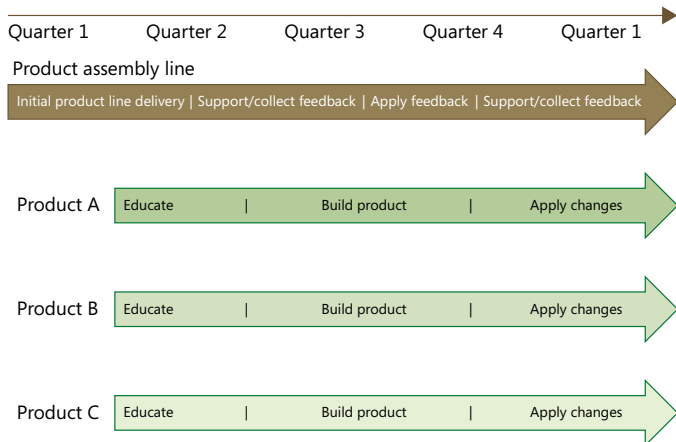 Quarter 1 Quarter 2 Quarter 3 Quarter 4 Quarter 1
Product assembly line
Initial product line delivery | Support/collect feedback | Apply feedback | Support/collect feedback
Product A Educate | Build product | Apply changes
Product B Educate | Build product | Apply changes
Product C Educate | Build product | Apply changes